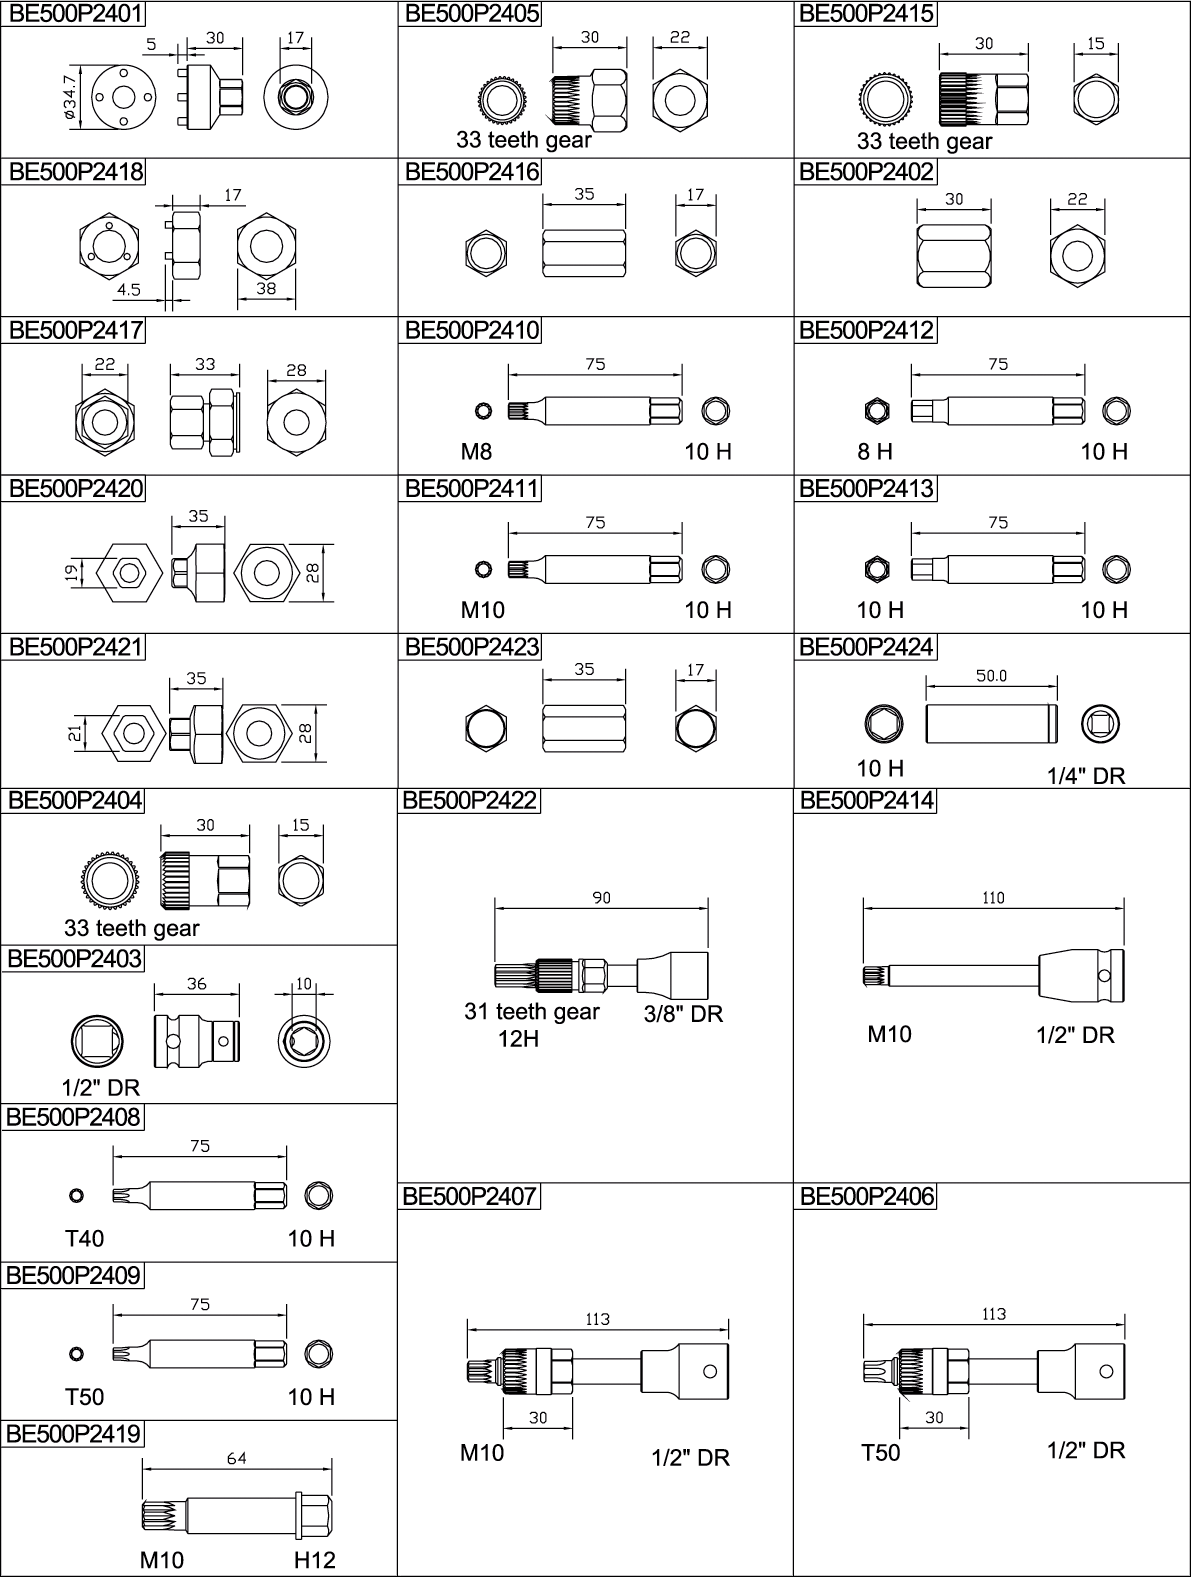 BE500P2401
5
30
17
ø34.7
BE500P2405
30
22
33 teeth gear
BE500P2415
30
15
33 teeth gear
BE500P2418
17
4.5
38
BE500P2416
35
17
BE500P2402
30
22
BE500P2417
22
33
28
BE500P2410
75
M8
10 H
BE500P2412
75
8 H
10 H
BE500P2420
35
19
28
BE500P2411
75
M10
10 H
BE500P2413
75
10 H
10 H
BE500P2421
35
21
28
BE500P2423
35
17
BE500P2424
50.0
10 H
1/4" DR
BE500P2404
30
15
33 teeth gear
BE500P2422
90
31 teeth gear
12H
3/8" DR
BE500P2414
110
M10
1/2" DR
BE500P2403
36
10
1/2" DR
BE500P2408
75
T40
10 H
BE500P2407
113
30
M10
1/2" DR
BE500P2406
113
30
T50
1/2" DR
BE500P2409
75
T50
10 H
BE500P2419
64
M10
H12